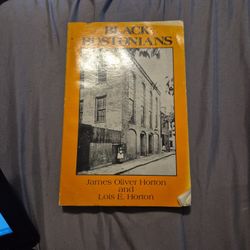 BLACK
BOSTONIANS
James Oliver Horton
and
Lois E. Horton